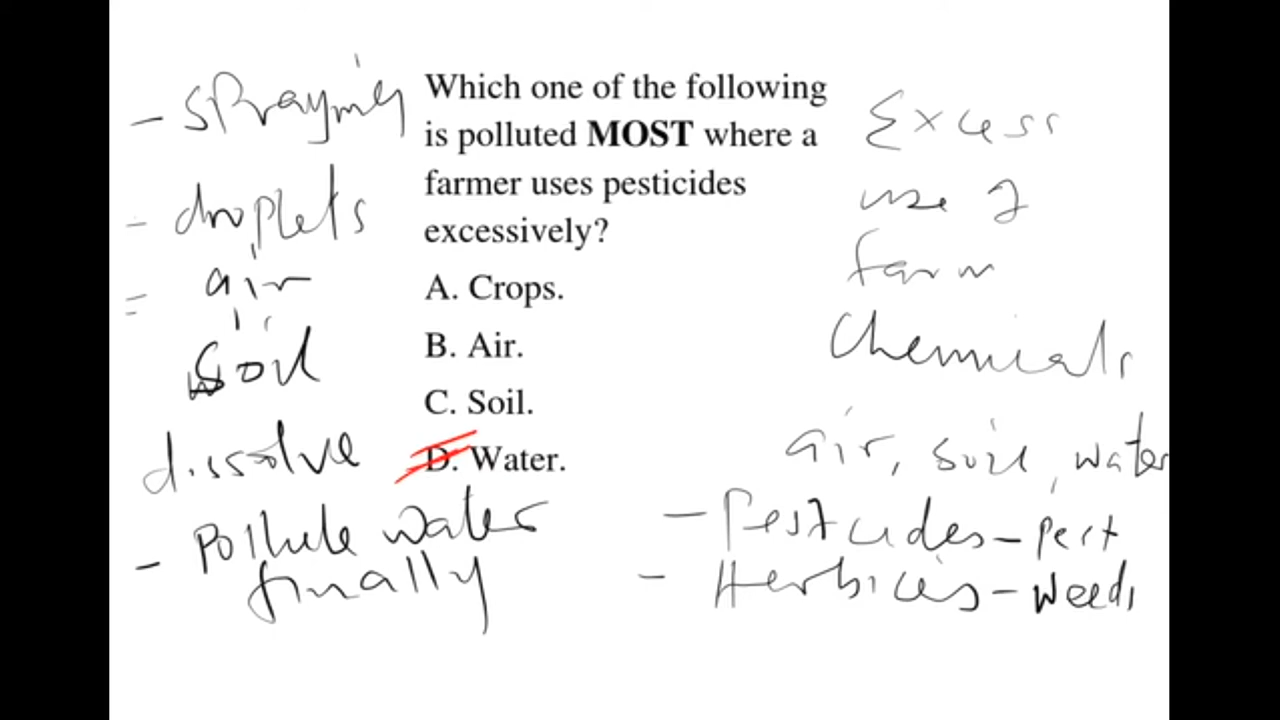 - spraying
- droplets
= air
soil
dissolve
- Pollute water
finally
Which one of the following
is polluted MOST where a
farmer uses pesticides
excessively?
A. Crops.
B. Air.
C. Soil.
D. Water.
Excess
use of
farm
Chemicals
air, soil, water
- Pesticides - pest
- Herbicies - weeds